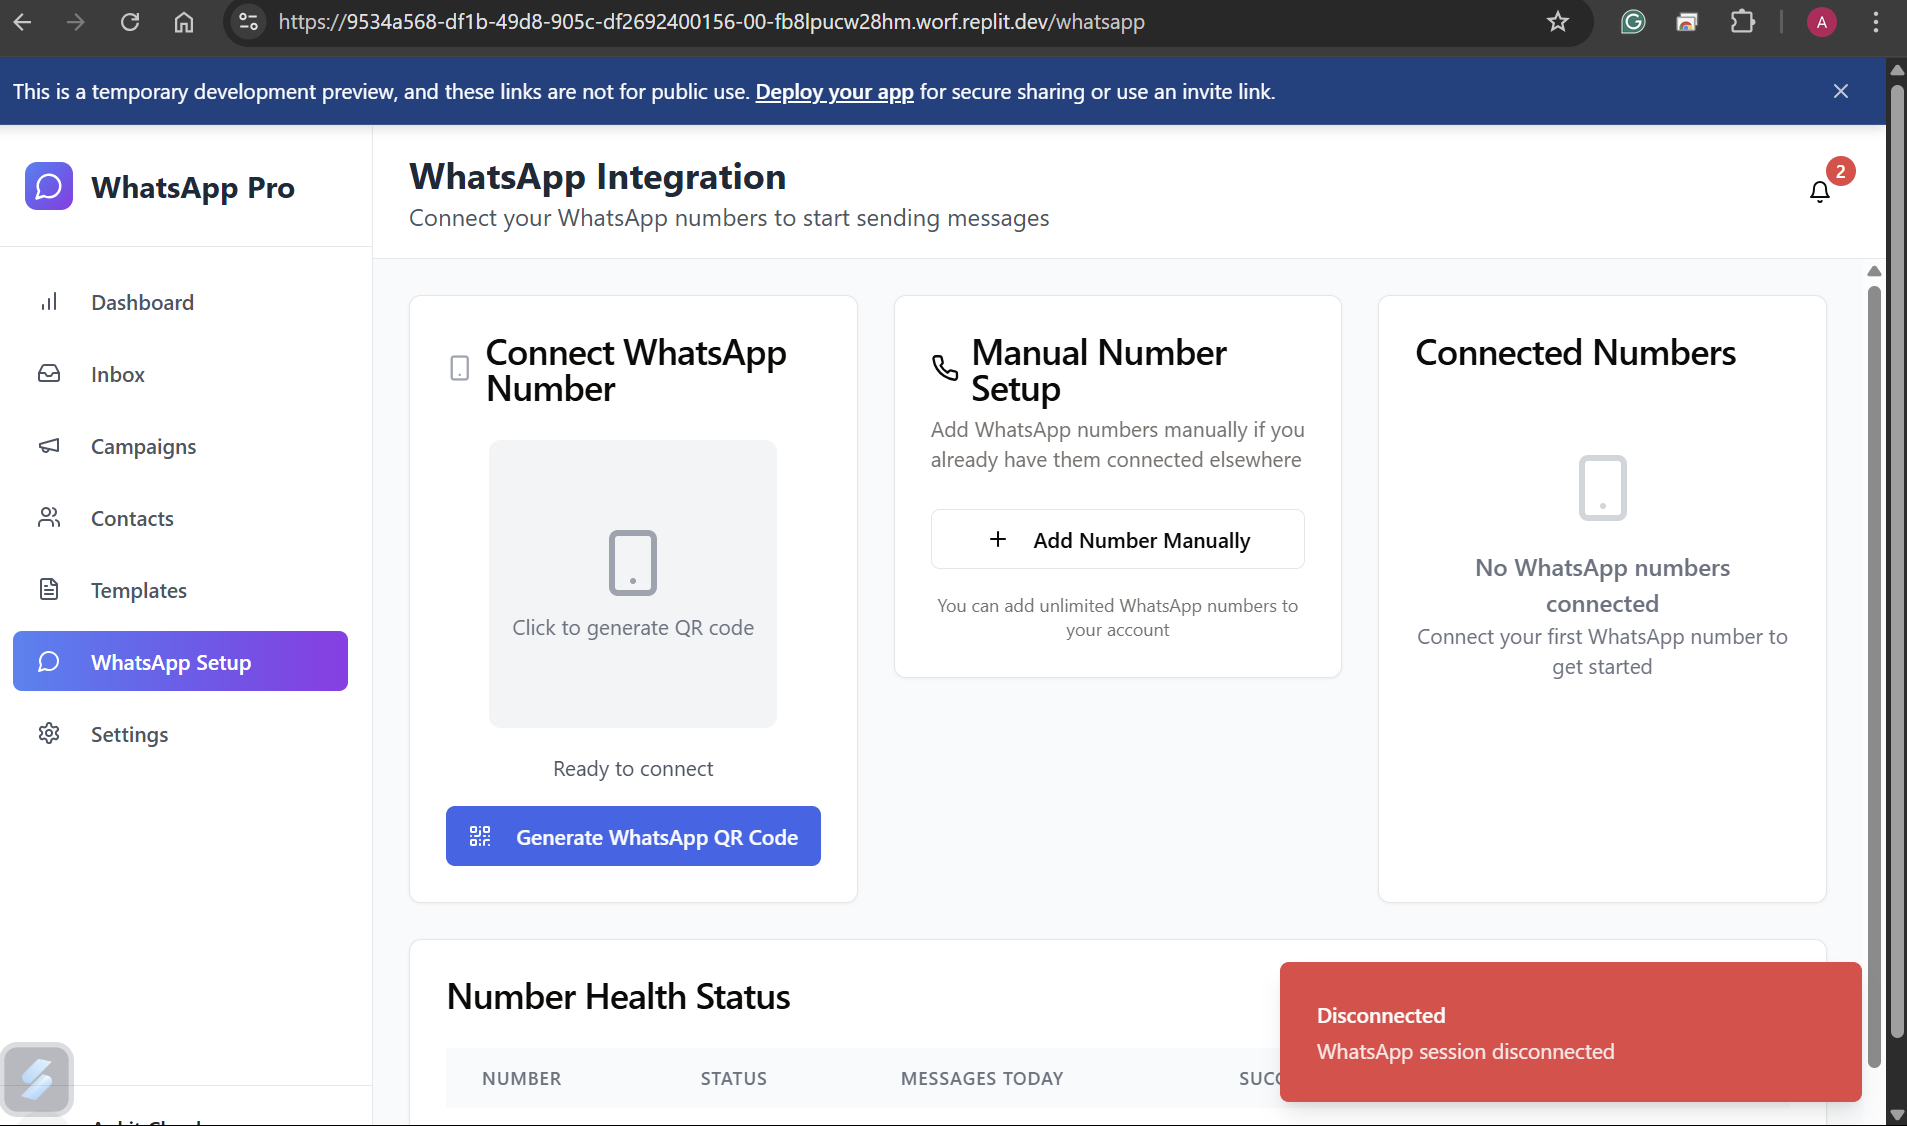 https://9534a568-df1b-49d8-905c-df2692400156-00-fb8lpucw28hm.worf.replit.dev/whatsapp
A
This is a temporary development preview, and these links are not for public use. Deploy your app for secure sharing or use an invite link.
WhatsApp Pro
Dashboard
Inbox
Campaigns
Contacts
Templates
WhatsApp Setup
Settings
WhatsApp Integration
Connect your WhatsApp numbers to start sending messages
2
Connect WhatsApp
Number
Click to generate QR code
Ready to connect
Generate WhatsApp QR Code
Manual Number
Setup
Add WhatsApp numbers manually if you
already have them connected elsewhere
Add Number Manually
You can add unlimited WhatsApp numbers to
your account
Connected Numbers
No WhatsApp numbers
connected
Connect your first WhatsApp number to
get started
Number Health Status
NUMBER STATUS MESSAGES TODAY
Disconnected
WhatsApp session disconnected